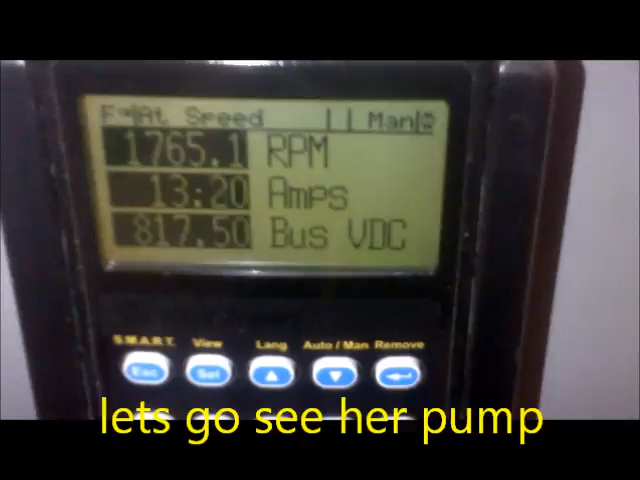 At Speed Man
1765.1 RPM
13:20 Amps
817.50 Bus VDC
S.M.A.R.T. View Lang Auto / Man Remove
Esc Sel
lets go see her pump